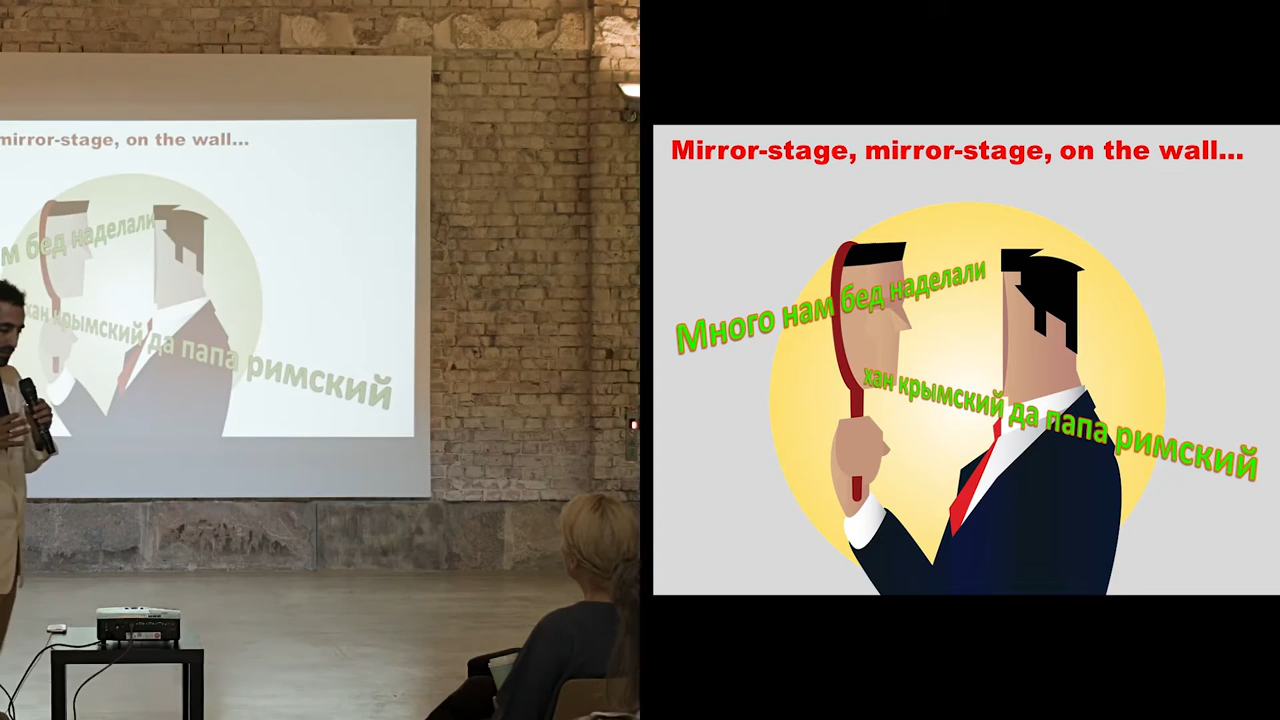 mirror-stage, on the wall...
м бед наделали
хан крымский да папа римский
Mirror-stage, mirror-stage, on the wall...
Много нам бед наделали
хан крымский да папа римский